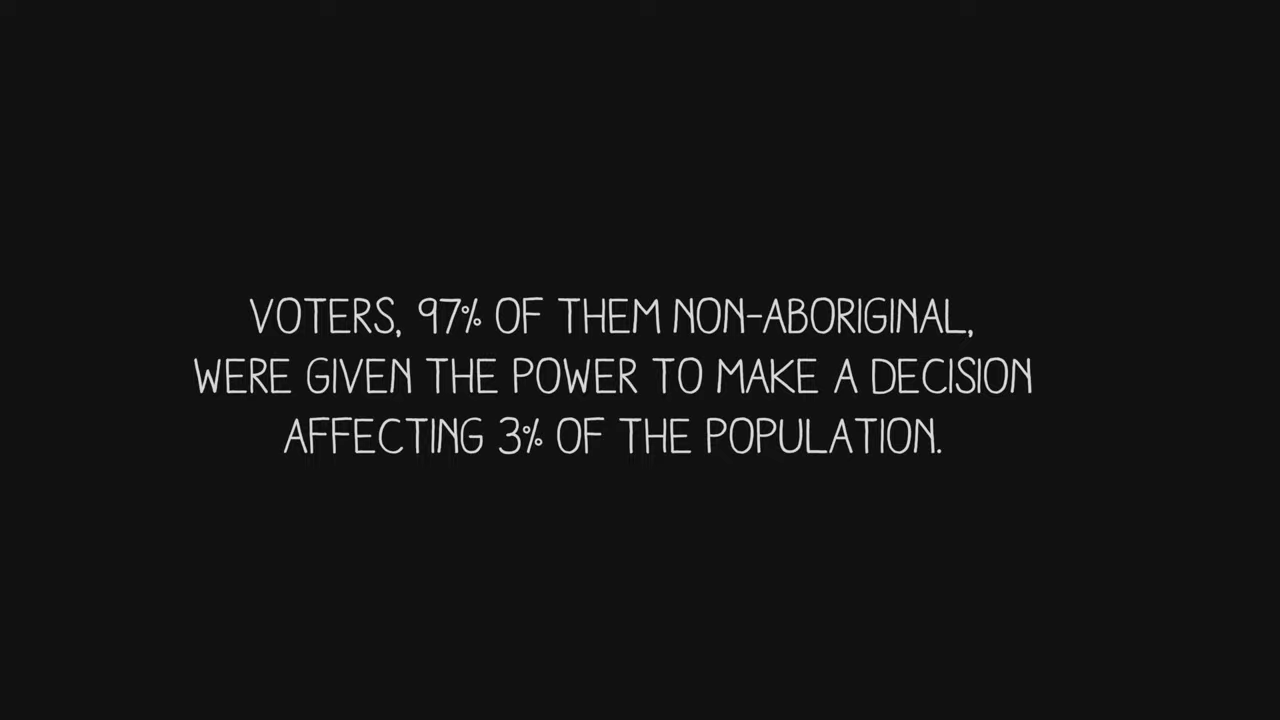 VOTERS, 97% OF THEM NON-ABORIGINAL,
WERE GIVEN THE POWER TO MAKE A DECISION
AFFECTING 3% OF THE POPULATION.